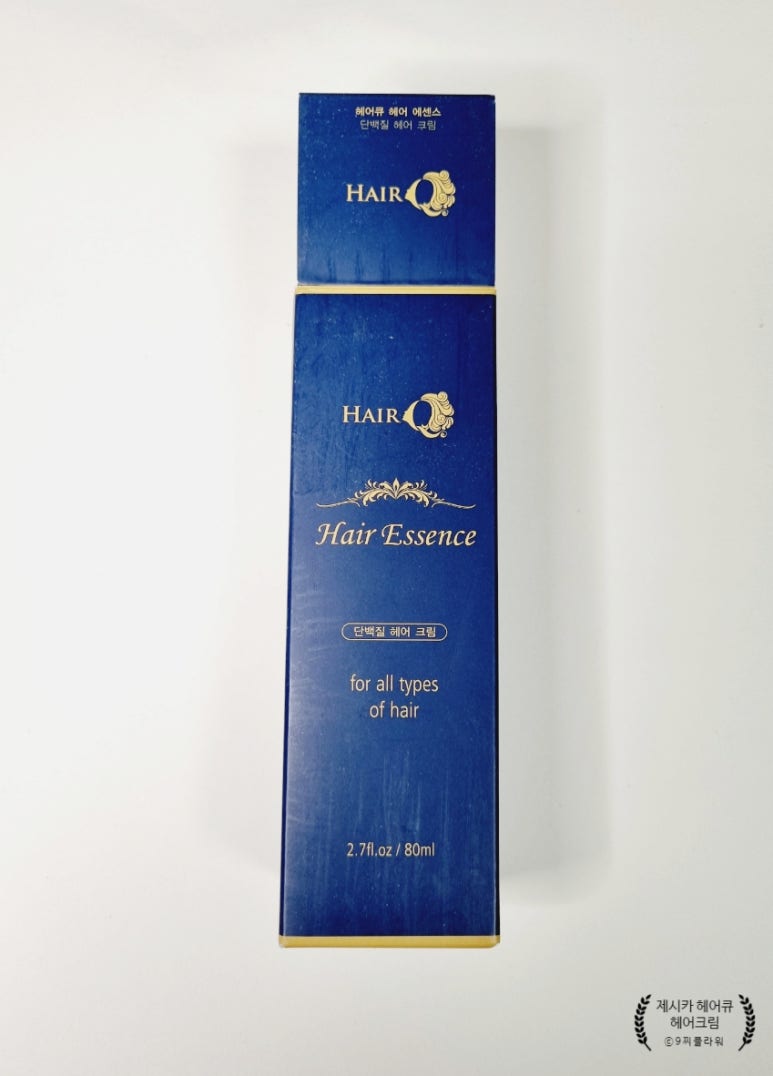 헤어큐 헤어 에센스
단백질 헤어 크림
HAIR Q
HAIR Q
Hair Essence
단백질 헤어 크림
for all types
of hair
2.7fl.oz / 80ml
제시카 헤어큐
헤어크림
ⓒ9찌플라워